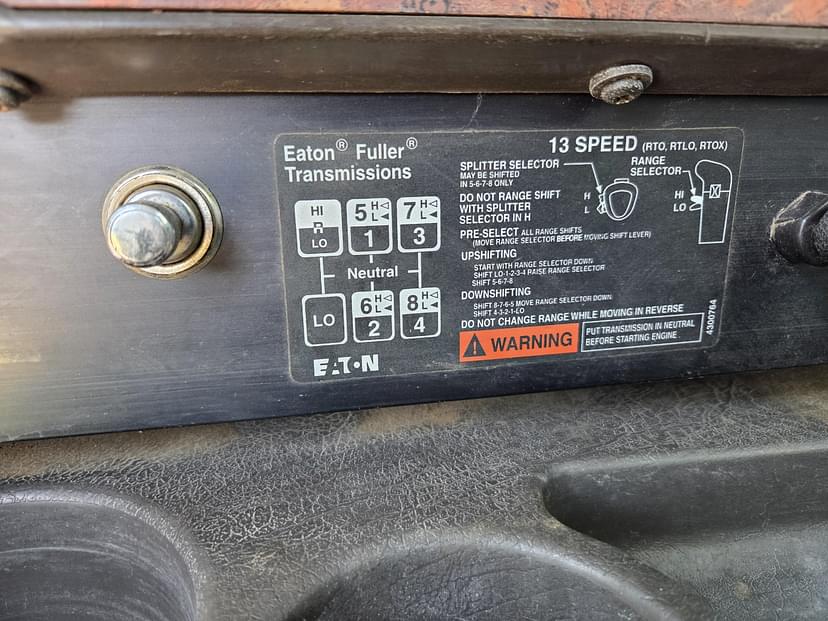 Eaton® Fuller®
Transmissions
13 SPEED (RTO, RTLO, RTOX)
HI
R
LO
5 H
L
1
7 H
L
3
Neutral
LO
6 H
L
2
8 H
L
4
EATON
SPLITTER SELECTOR
MAY BE SHIFTED
IN 5-6-7-8 ONLY
H
L
RANGE
SELECTOR
HI
LO
DO NOT RANGE SHIFT
WITH SPLITTER
SELECTOR IN H
PRE-SELECT ALL RANGE SHIFTS
(MOVE RANGE SELECTOR BEFORE MOVING SHIFT LEVER)
UPSHIFTING
START WITH RANGE SELECTOR DOWN
SHIFT LO-1-2-3-4 RAISE RANGE SELECTOR
SHIFT 5-6-7-8
DOWNSHIFTING
SHIFT 8-7-6-5 MOVE RANGE SELECTOR DOWN
SHIFT 4-3-2-1-LO
DO NOT CHANGE RANGE WHILE MOVING IN REVERSE
WARNING
PUT TRANSMISSION IN NEUTRAL
BEFORE STARTING ENGINE
4300764